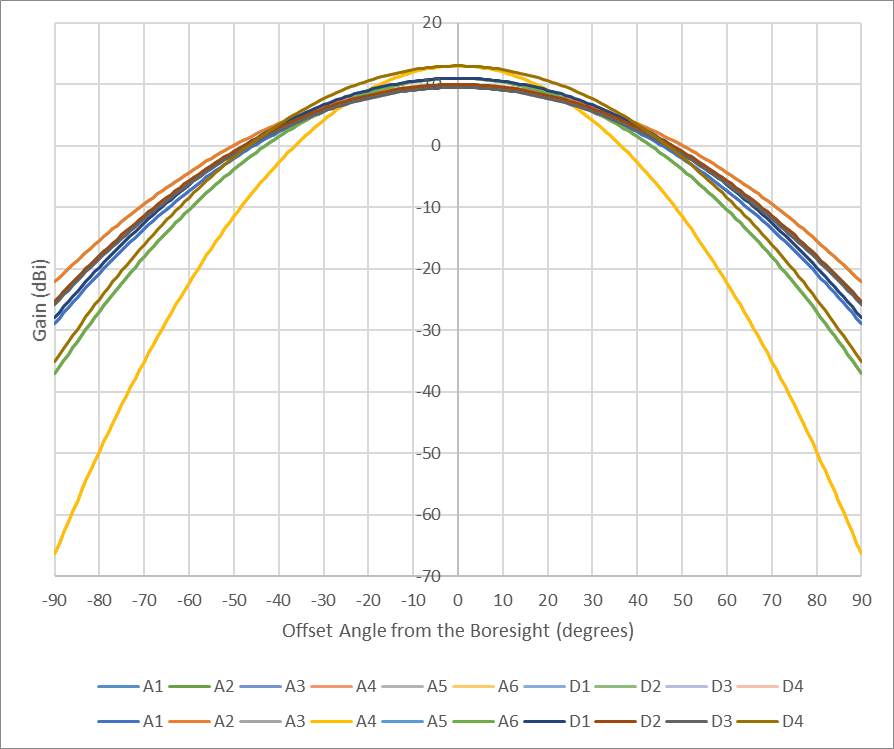 20
10
0
-10
-20
-30
-40
-50
-60
-70
Gain (dBi)
-90 -80 -70 -60 -50 -40 -30 -20 -10 0 10 20 30 40 50 60 70 80 90
Offset Angle from the Boresight (degrees)
A1 A2 A3 A4 A5 A6 D1 D2 D3 D4
A1 A2 A3 A4 A5 A6 D1 D2 D3 D4